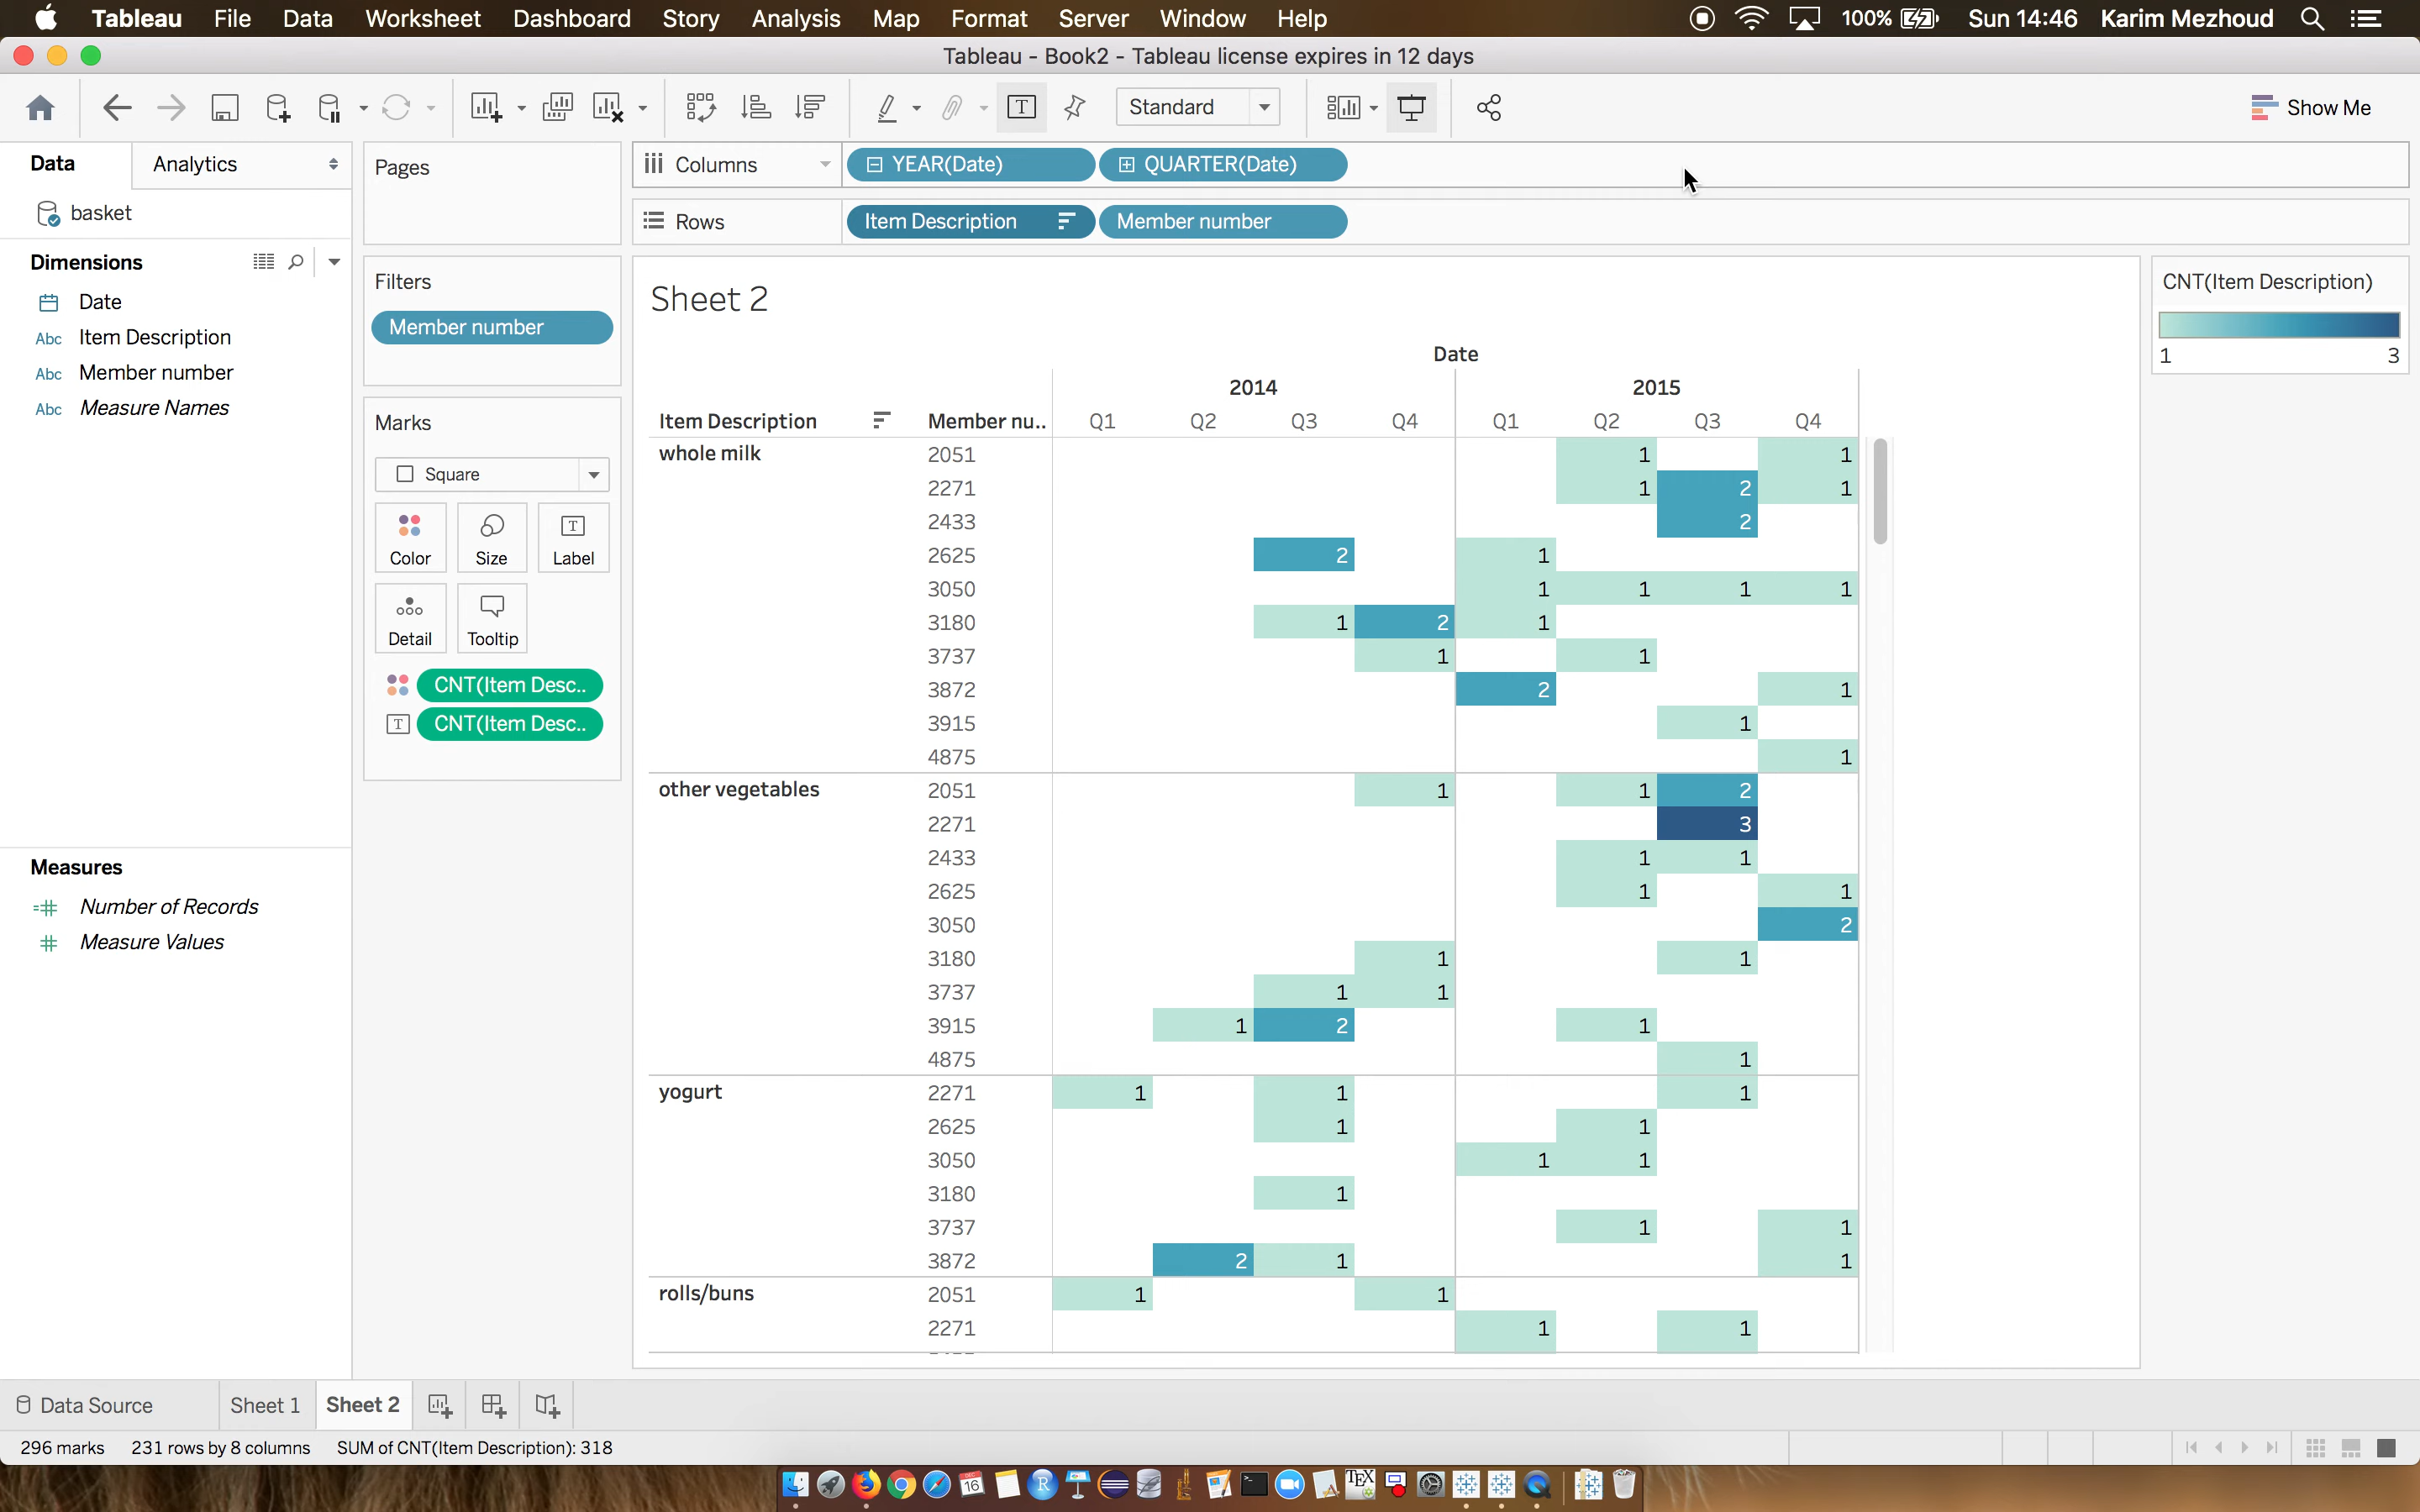 Tableau File Data Worksheet Dashboard Story Analysis Map Format Server Window Help 100% Sun 14:46 Karim Mezhoud
Tableau - Book2 - Tableau license expires in 12 days
Standard Show Me
Data Analytics
basket
Dimensions
Date
Abc Item Description
Abc Member number
Abc Measure Names
Measures
Number of Records
Measure Values
Pages
Filters
Member number
Marks
Square
Color Size Label
Detail Tooltip
CNT(Item Desc..
CNT(Item Desc..
Columns YEAR(Date) QUARTER(Date)
Rows Item Description Member number
Sheet 2
Date
2014 2015
Item Description Member nu.. Q1 Q2 Q3 Q4 Q1 Q2 Q3 Q4
whole milk 2051 1 1
2271 1 2 1
2433 2
2625 2 1
3050 1 1 1 1
3180 1 2 1
3737 1 1
3872 2 1
3915 1
4875 1
other vegetables 2051 1 1 2
2271 3
2433 1 1
2625 1 1
3050 2
3180 1 1
3737 1 1
3915 1 2 1
4875 1
yogurt 2271 1 1 1
2625 1 1
3050 1 1
3180 1
3737 1 1
3872 2 1 1
rolls/buns 2051 1 1
2271 1 1
CNT(Item Description)
1 3
Data Source Sheet 1 Sheet 2
296 marks 231 rows by 8 columns SUM of CNT(Item Description): 318